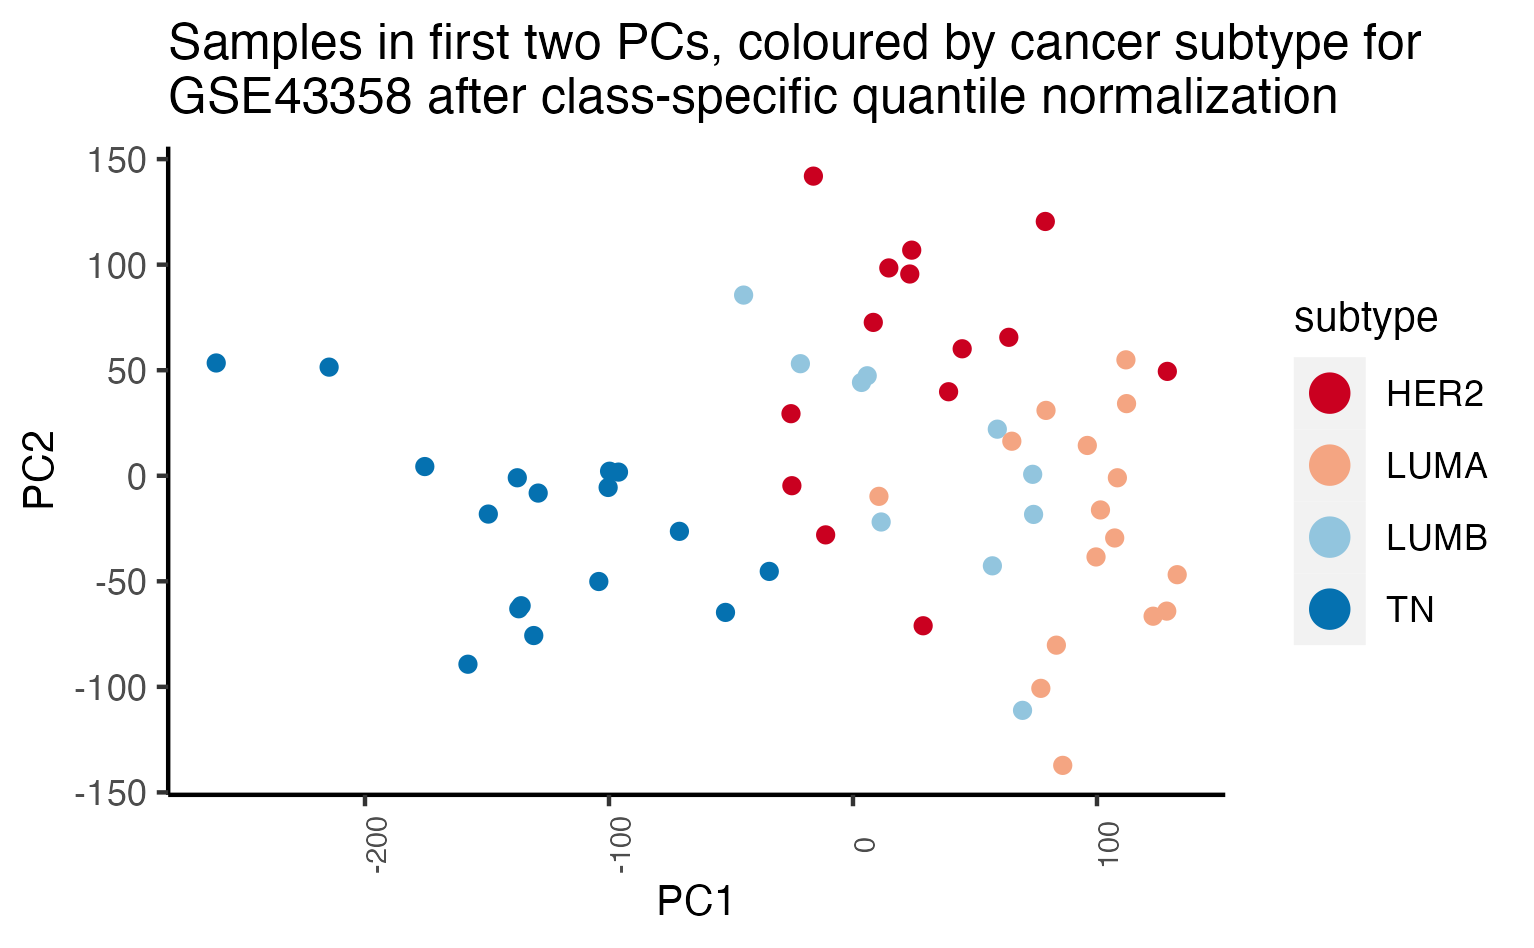 Samples in first two PCs, coloured by cancer subtype for
GSE43358 after class-specific quantile normalization
150
100
50
0
-50
-100
-150
PC2
-200
-100
0
100
PC1
subtype
HER2
LUMA
LUMB
TN